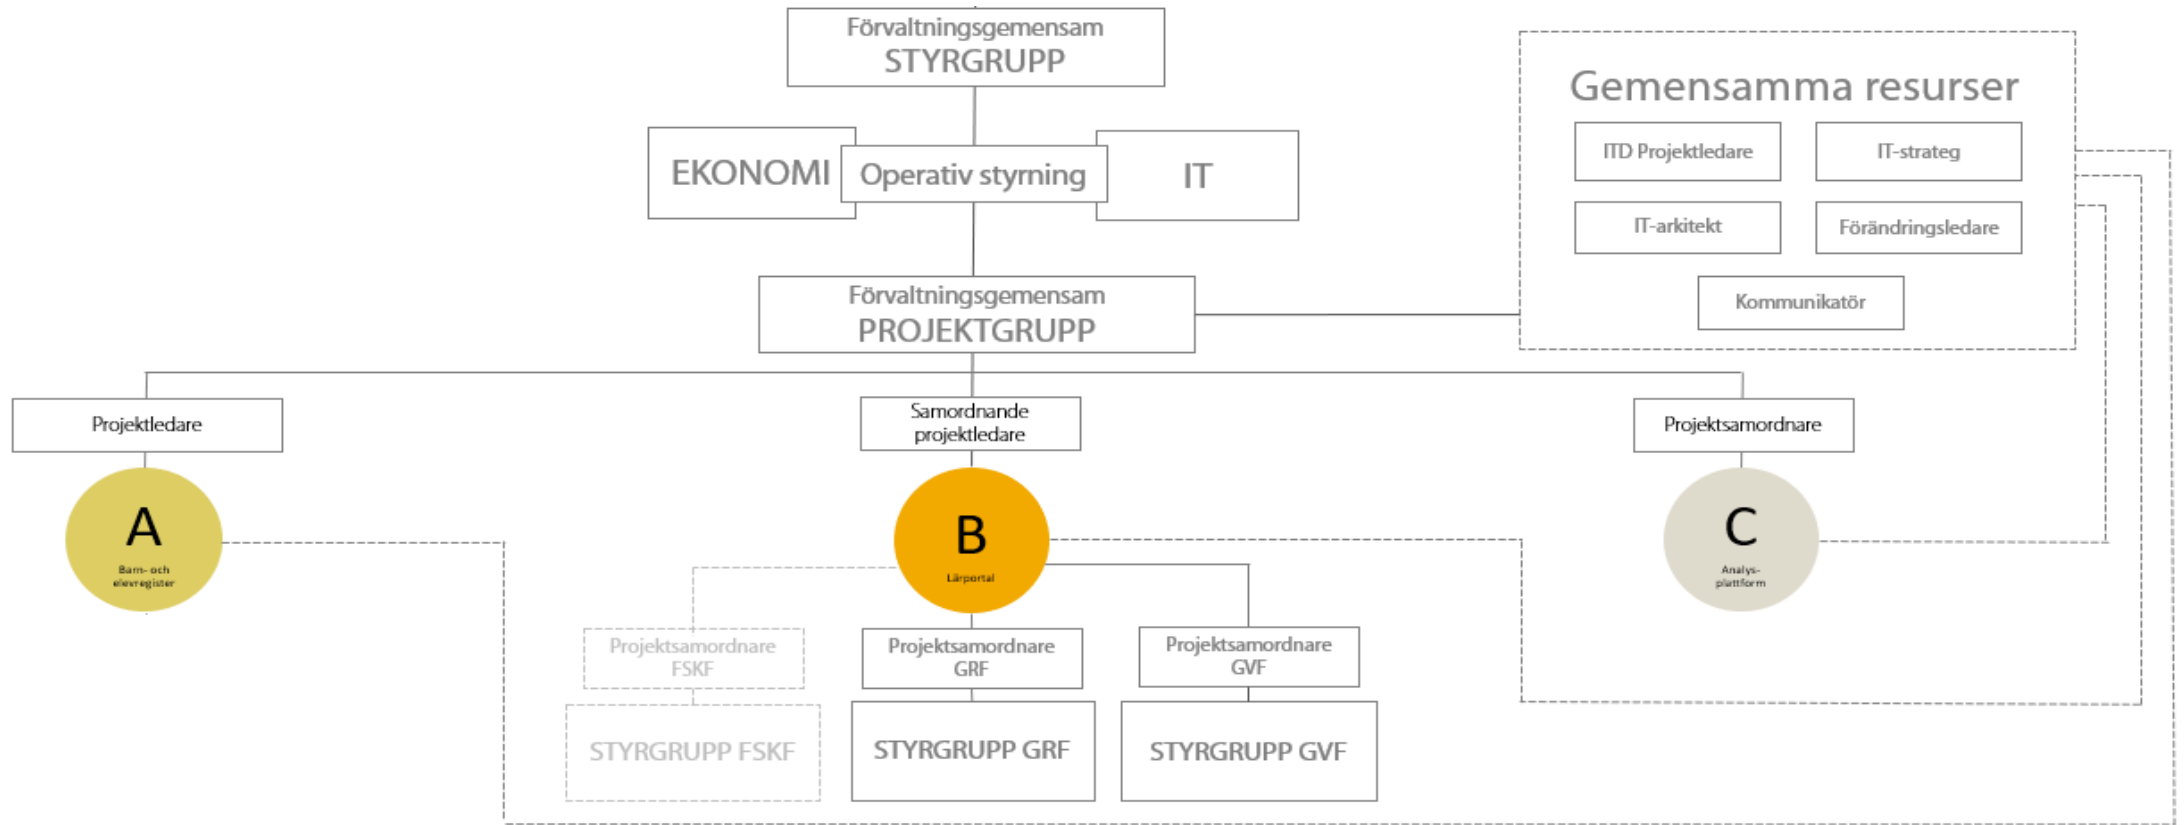 Förvaltningsgemensam
STYRGRUPP
EKONOMI
Operativ styrning
IT
Gemensamma resurser
ITD Projektledare
IT-strateg
IT-arkitekt
Förändringsledare
Kommunikatör
Förvaltningsgemensam
PROJEKTGRUPP
Projektledare
Samordnande
projektledare
Projektsamordnare
A
Barn- och
elevregister
B
Lärportal
C
Analys-
plattform
Projektsamordnare
FSKF
Projektsamordnare
GRF
Projektsamordnare
GVF
STYRGRUPP FSKF
STYRGRUPP GRF
STYRGRUPP GVF